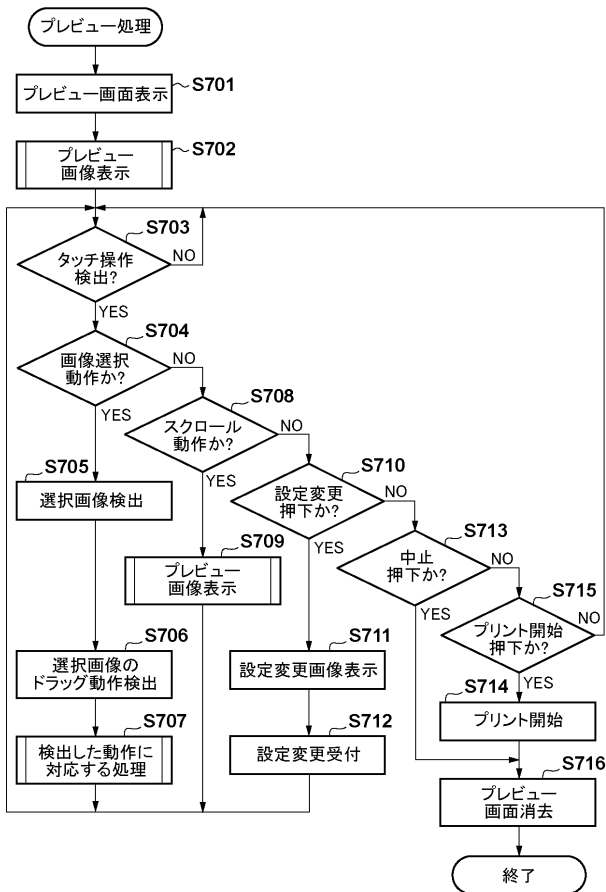 プレビュー処理
プレビュー画面表示
S701
プレビュー
画像表示
S702
タッチ操作
検出?
S703
NO
YES
画像選択
動作か?
S704
NO
YES
選択画像検出
S705
選択画像の
ドラッグ動作検出
S706
検出した動作に
対応する処理
S707
スクロール
動作か?
S708
NO
YES
プレビュー
画像表示
S709
設定変更
押下か?
S710
NO
YES
設定変更画像表示
S711
設定変更受付
S712
中止
押下か?
S713
NO
YES
プリント開始
押下か?
S715
NO
YES
プリント開始
S714
プレビュー
画面消去
S716
終了